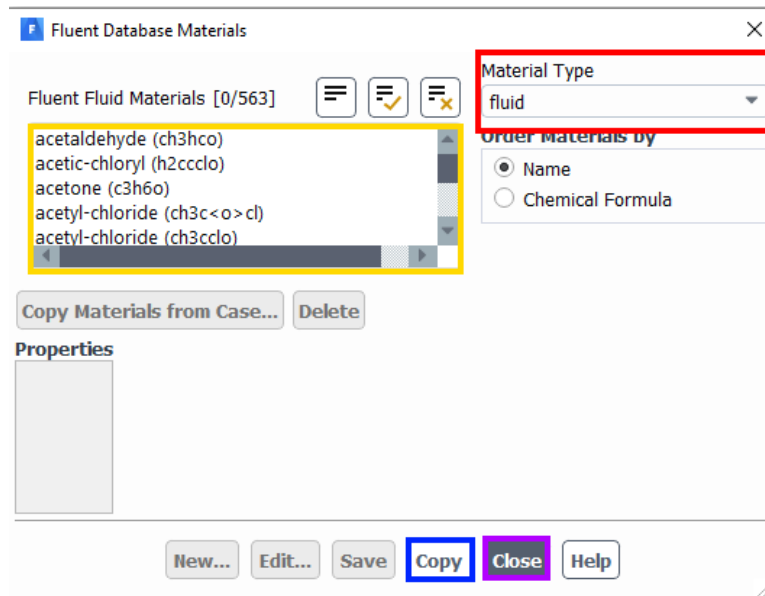 F Fluent Database Materials
Fluent Fluid Materials [0/563]
Material Type
fluid
acetaldehyde (ch3hco)
acetic-chloryl (h2ccclo)
acetone (c3h6o)
acetyl-chloride (ch3c<o>cl)
acetyl-chloride (ch3cclo)
Order Materials by
Name
Chemical Formula
Copy Materials from Case... Delete
Properties
New... Edit... Save Copy Close Help